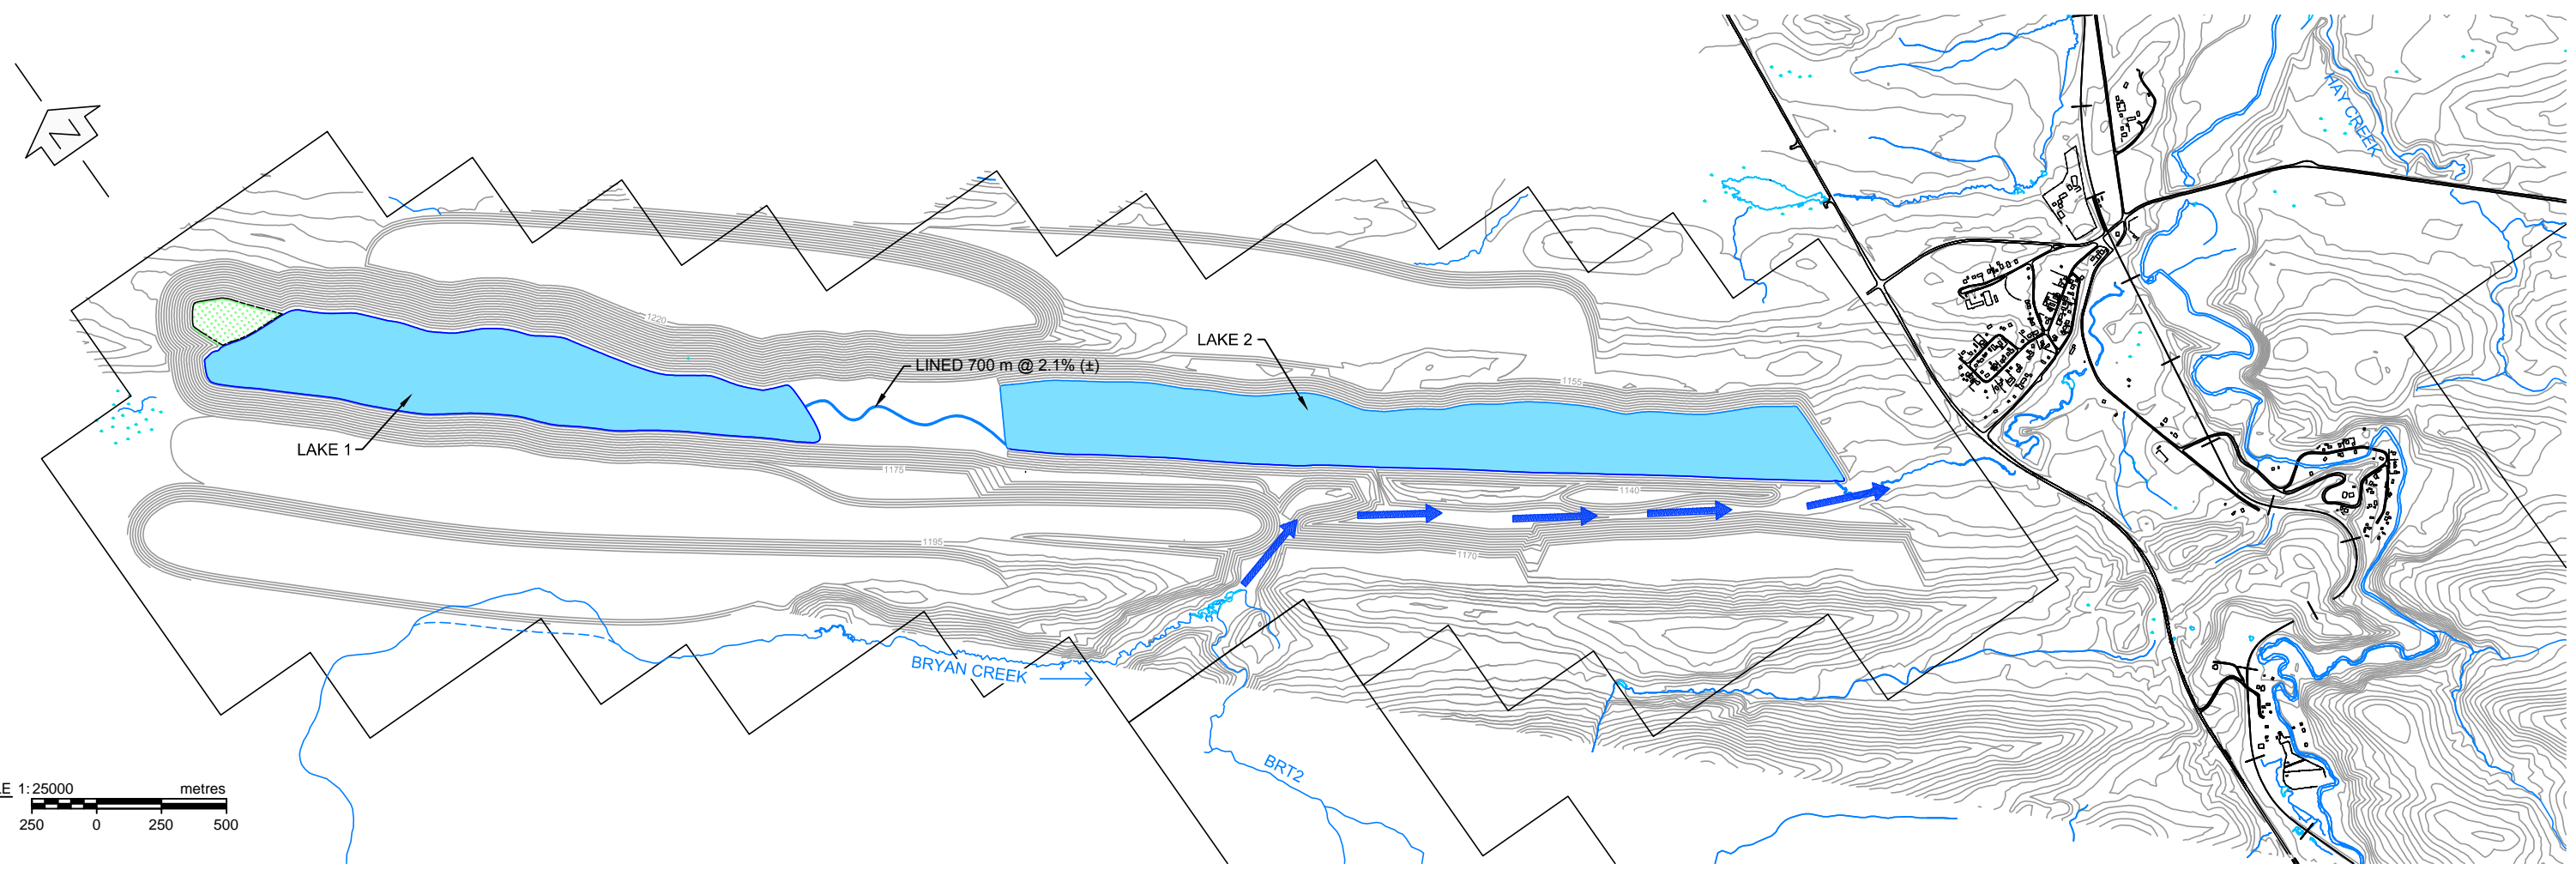 N
HAY CREEK
1220
LAKE 2
LINED 700 m @ 2.1% (±)
1155
LAKE 1
1175
1140
1195
1170
BRYAN CREEK
BRT2
LE 1:25000 metres
250 0 250 500